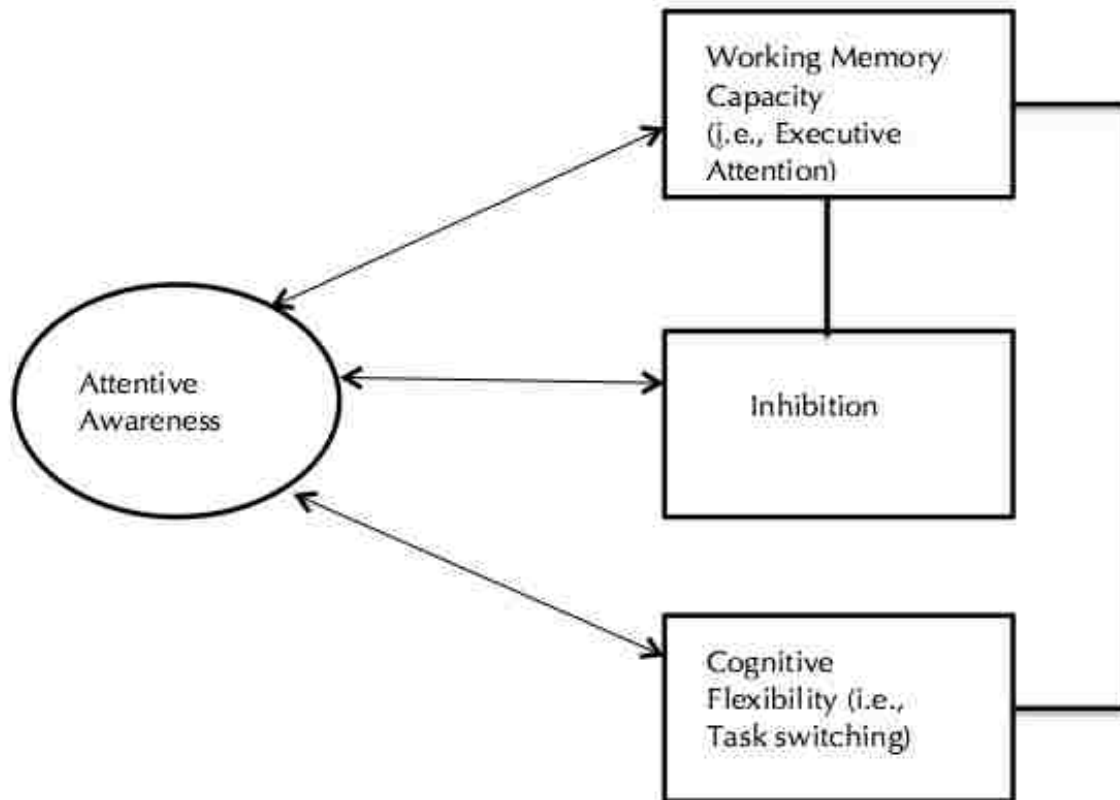 Working Memory
Capacity
(i.e., Executive
Attention)
Attentive
Awareness
Inhibition
Cognitive
Flexibility (i.e.,
Task switching)